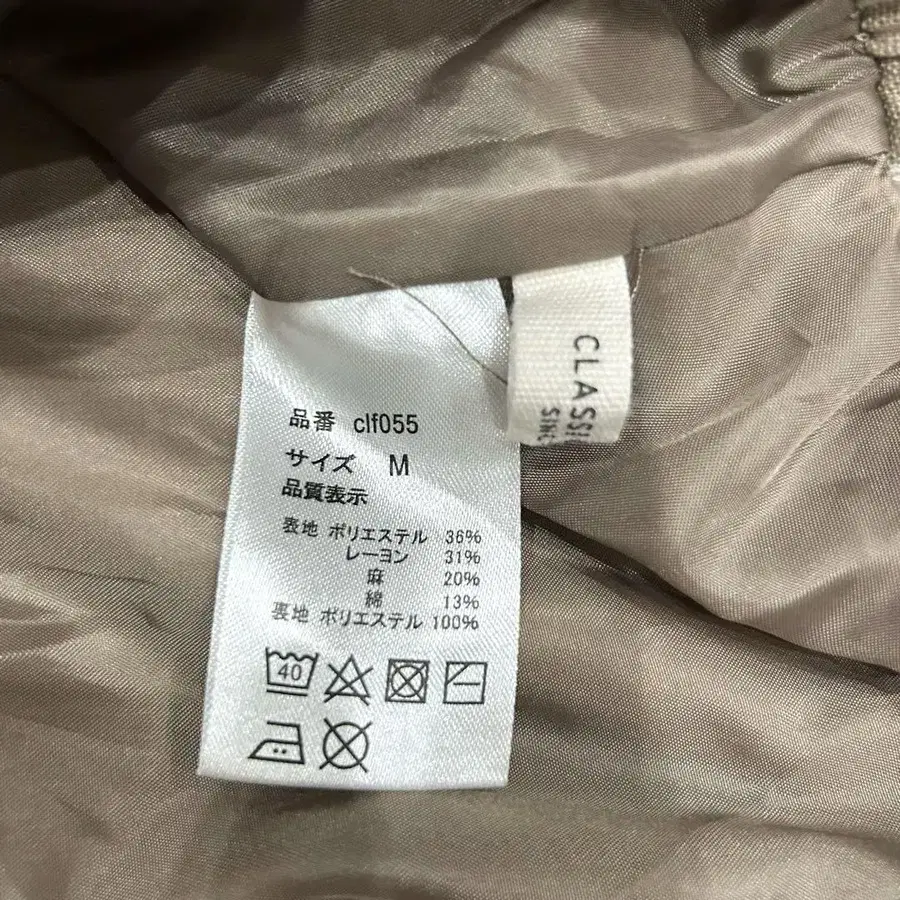 品番 clf055
サイズ M
品質表示
表地 ポリエステル 36%
レーヨン 31%
麻 20%
綿 13%
裏地 ポリエステル 100%
40